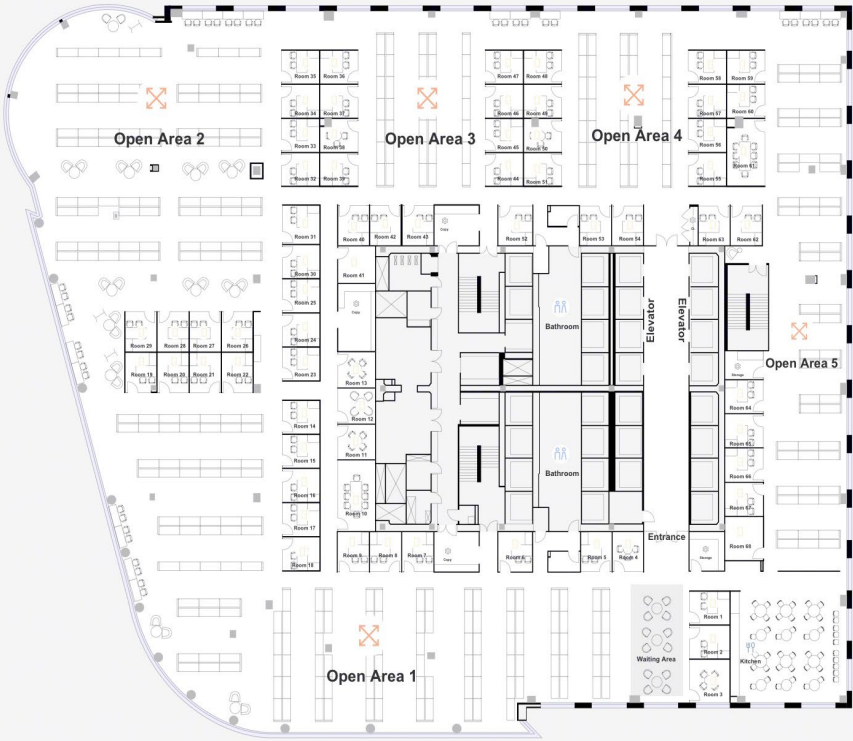 Room 35
Room 36
Room 47
Room 48
Room 58
Room 59
Room 34
Room 37
Room 46
Room 49
Room 57
Room 60
Open Area 2
Room 33
Room 38
Open Area 3
Room 45
Room 50
Open Area 4
Room 56
Room 61
Room 32
Room 39
Room 44
Room 51
Room 55
Room 31
Room 40
Room 42
Room 43
Copy
Room 52
Room 53
Room 54
Room 63
Room 62
Room 30
Room 41
Room 25
Copy
Bathroom
Elevator
Elevator
Room 29
Room 28
Room 27
Room 26
Room 24
Room 19
Room 20
Room 21
Room 22
Room 23
Room 13
Open Area 5
Storage
Room 14
Room 12
Room 64
Room 15
Room 11
Room 65
Room 16
Bathroom
Room 66
Room 17
Room 10
Room 67
Room 18
Room 9
Room 8
Room 7
Copy
Room 6
Room 5
Room 4
Entrance
Storage
Room 68
Room 1
Room 2
Waiting Area
Kitchen
Open Area 1
Room 3